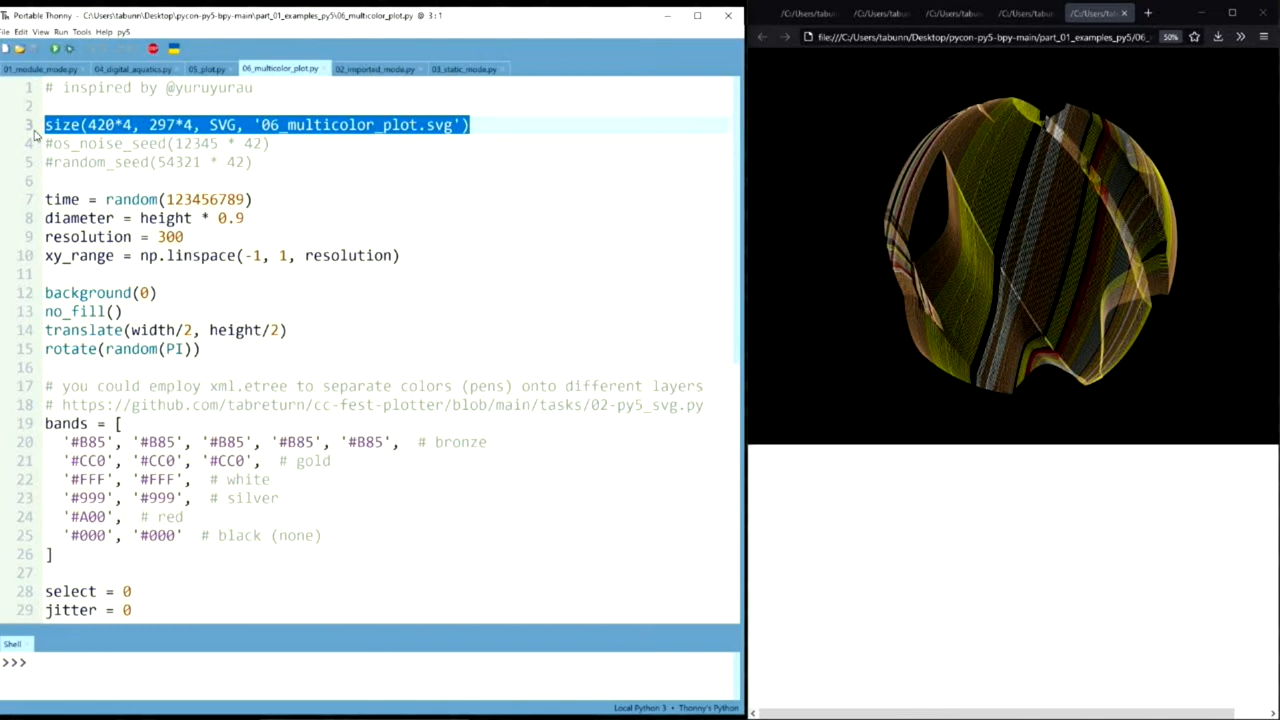 Portable Thonny - C:\Users\tabunn\Desktop\pycon-py5-bpy-main\part_01_examples_py5\06_multicolor_plot.py @ 3:1
File Edit View Run Tools Help py5
01_module_mode.py 04_digital_aquatics.py 05_plot.py 06_multicolor_plot.py 02_imported_mode.py 03_static_mode.py
1 # inspired by @yuruyurau
2
3 size(420*4, 297*4, SVG, '06_multicolor_plot.svg')
4 #os_noise_seed(12345 * 42)
5 #random_seed(54321 * 42)
6
7 time = random(123456789)
8 diameter = height * 0.9
9 resolution = 300
10 xy_range = np.linspace(-1, 1, resolution)
11
12 background(0)
13 no_fill()
14 translate(width/2, height/2)
15 rotate(random(PI))
16
17 # you could employ xml.etree to separate colors (pens) onto different layers
18 # https://github.com/tabreturn/cc-fest-plotter/blob/main/tasks/02-py5_svg.py
19 bands = [
20 '#B85', '#B85', '#B85', '#B85', '#B85', # bronze
21 '#CC0', '#CC0', '#CC0', # gold
22 '#FFF', '#FFF', # white
23 '#999', '#999', # silver
24 '#A00', # red
25 '#000', '#000' # black (none)
26 ]
27
28 select = 0
29 jitter = 0
Shell
>>>
Local Python 3 • Thonny's Python
/C:/Users/tabunn/ /C:/Users/tabunn/ /C:/Users/tabunn/ /C:/Users/tabunn/ /C:/Users/tabu
file:///C:/Users/tabunn/Desktop/pycon-py5-bpy-main/part_01_examples_py5/06_ 50%